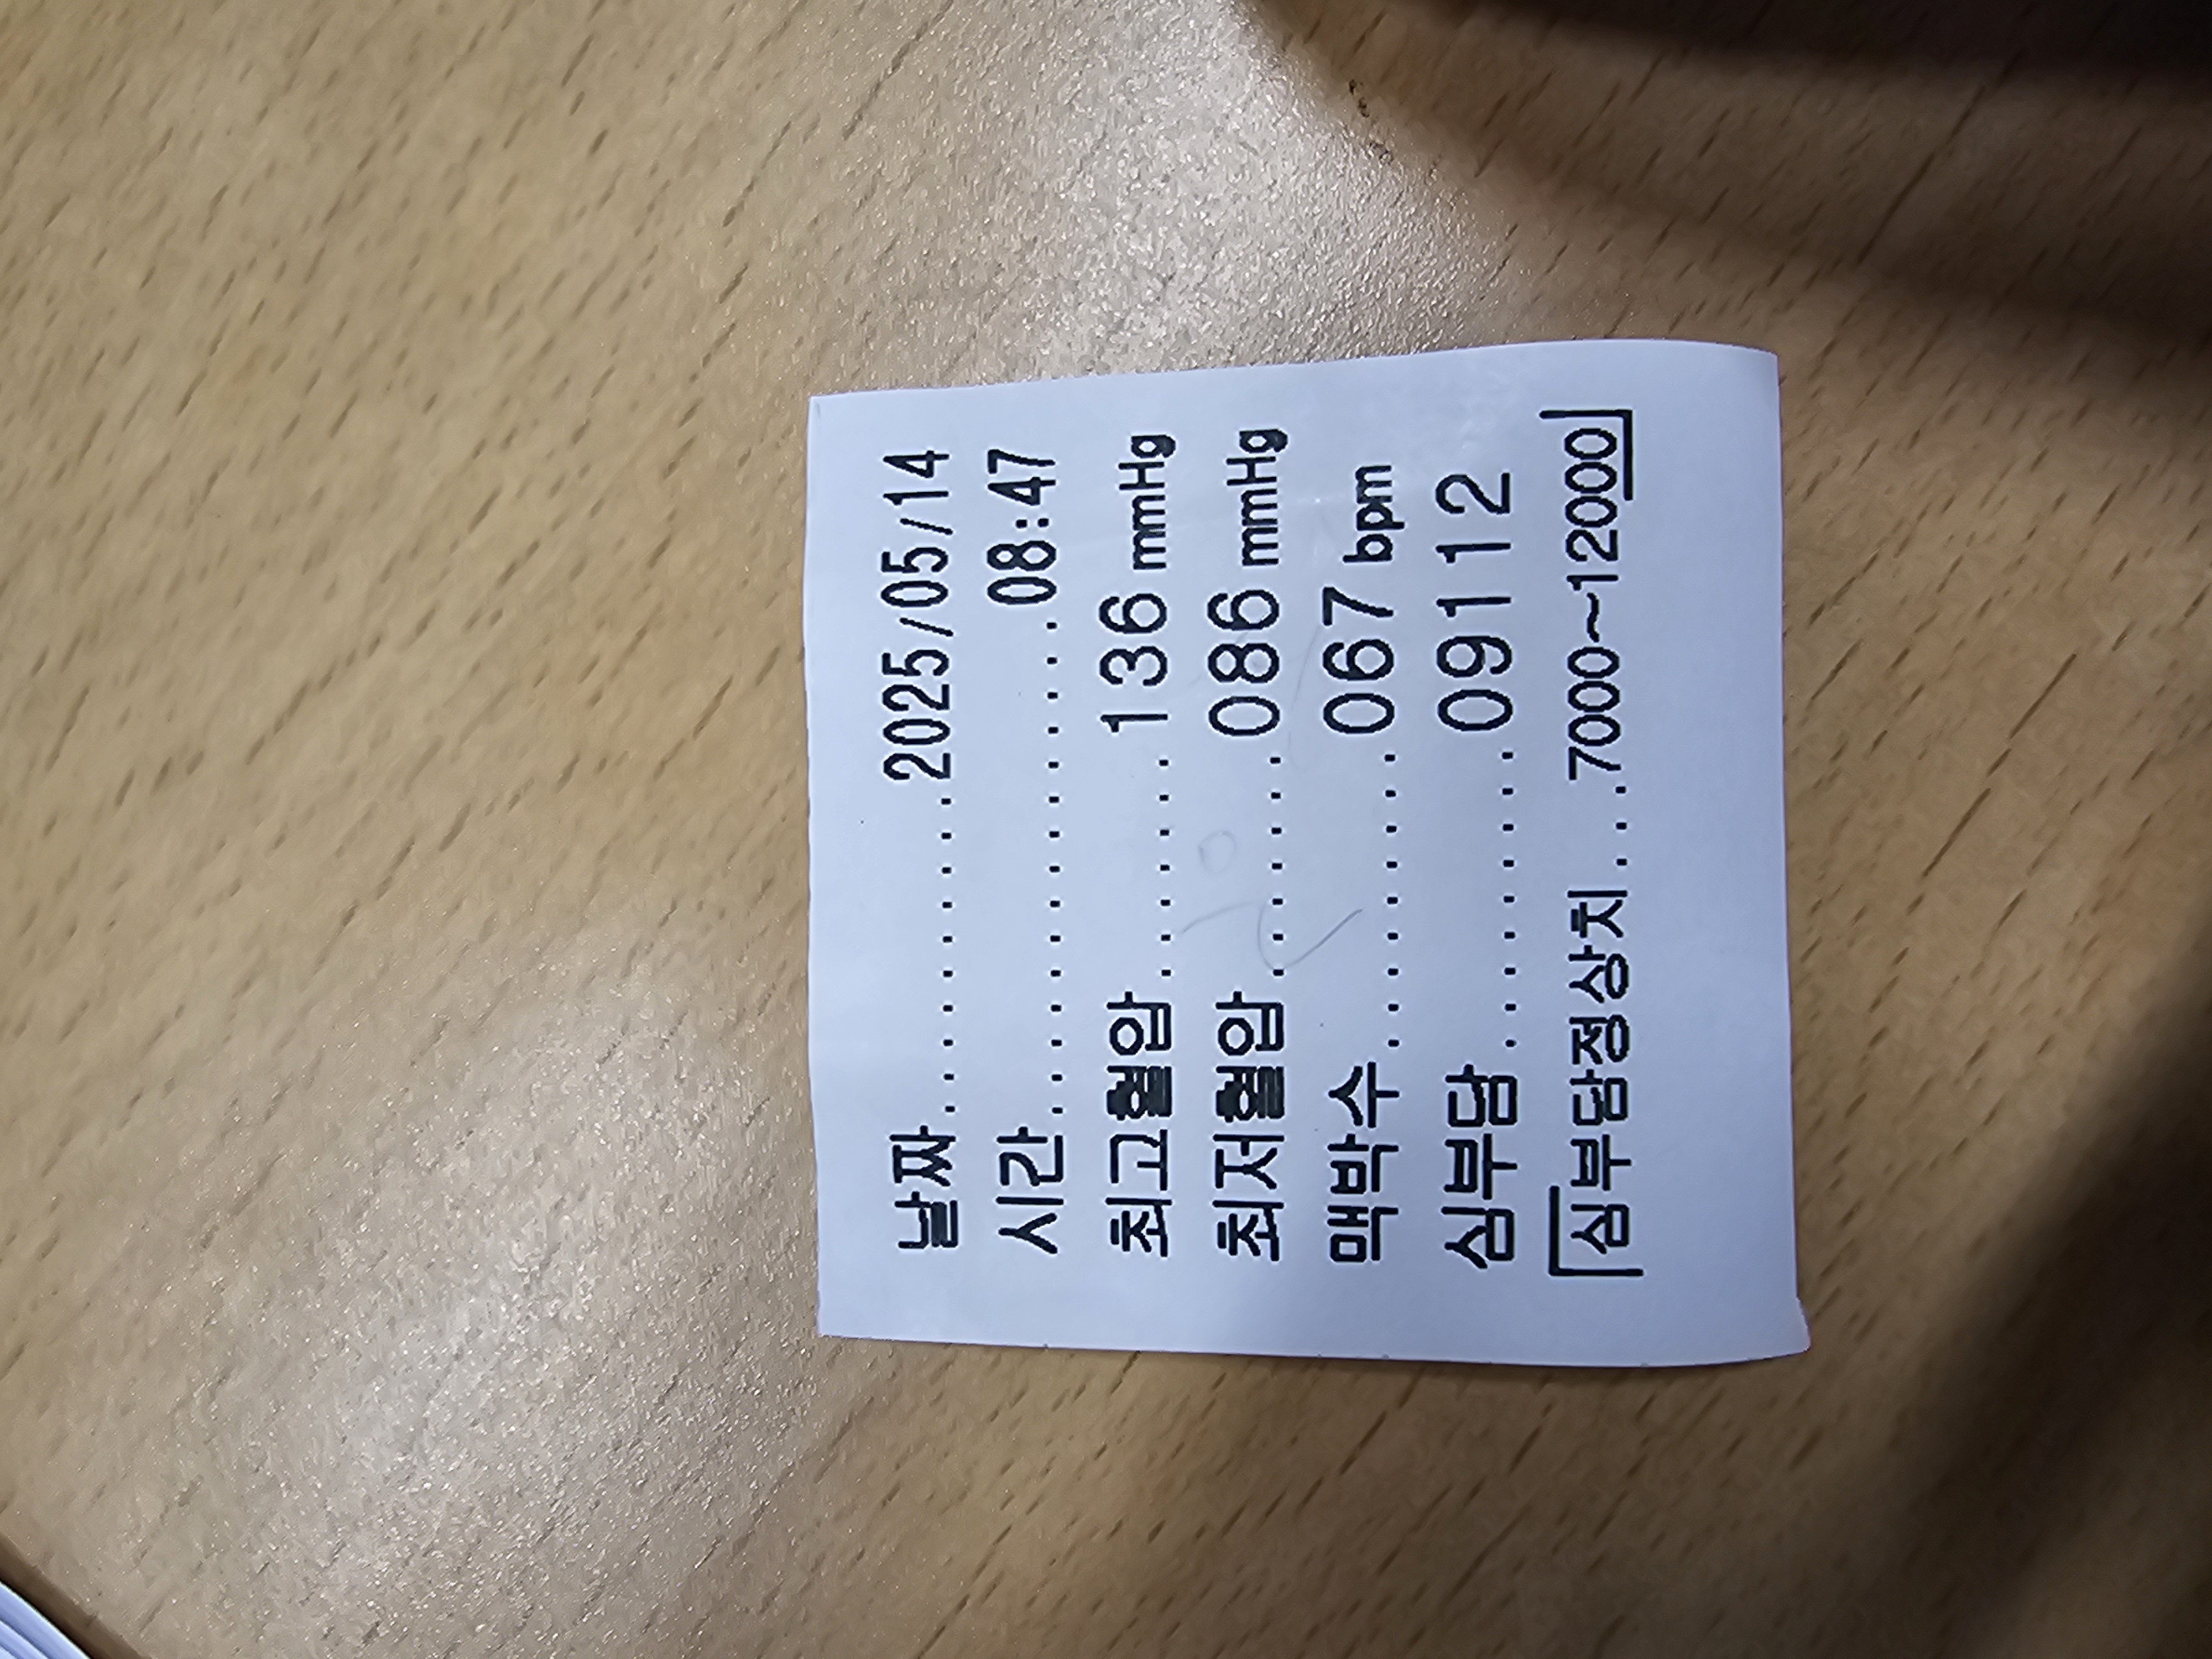 날짜.........2025/05/14
시간..............08:47
최고혈압.......136 mmHg
최저혈압.......086 mmHg
맥박수.........067 bpm
심부담.........09112
「심부담정상치...7000~12000」